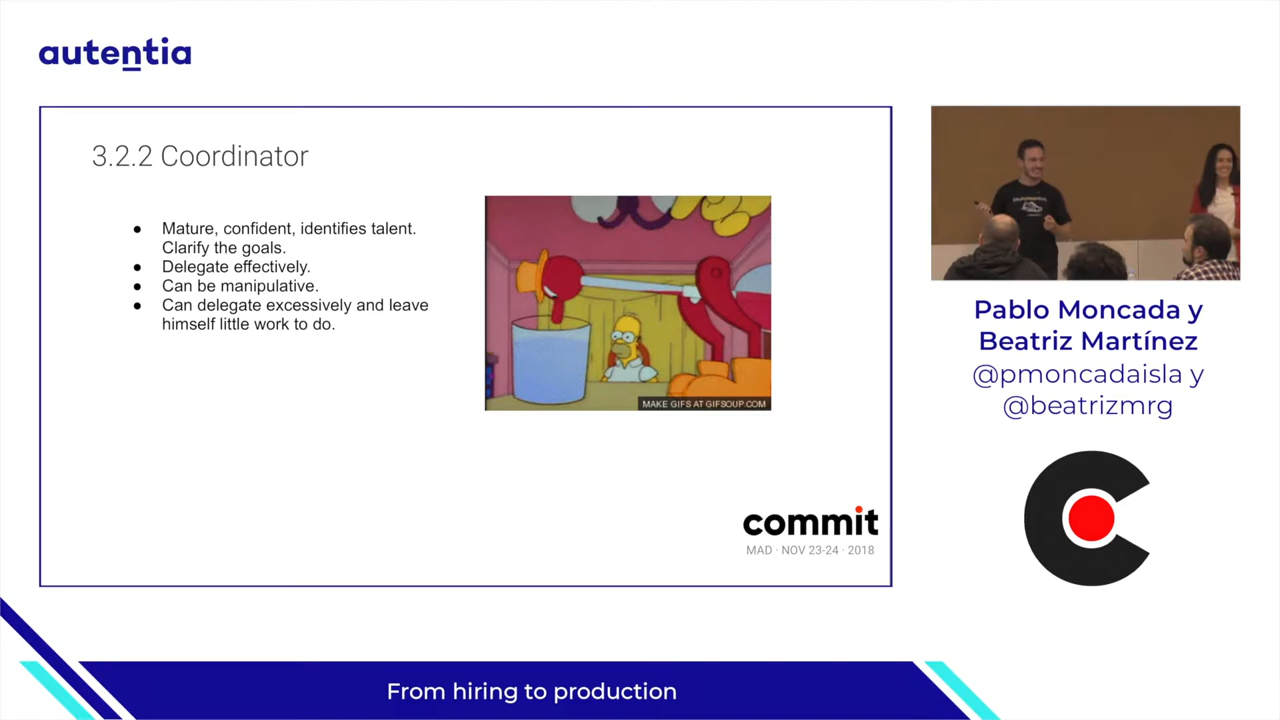 autentia
3.2.2 Coordinator
● Mature, confident, identifies talent.
Clarify the goals.
● Delegate effectively.
● Can be manipulative.
● Can delegate excessively and leave
himself little work to do.
MAKE GIFS AT GIFSOUP.COM
commit
MAD · NOV 23-24 · 2018
Pablo Moncada y
Beatriz Martínez
@pmoncadaisla y
@beatrizmrg
From hiring to production